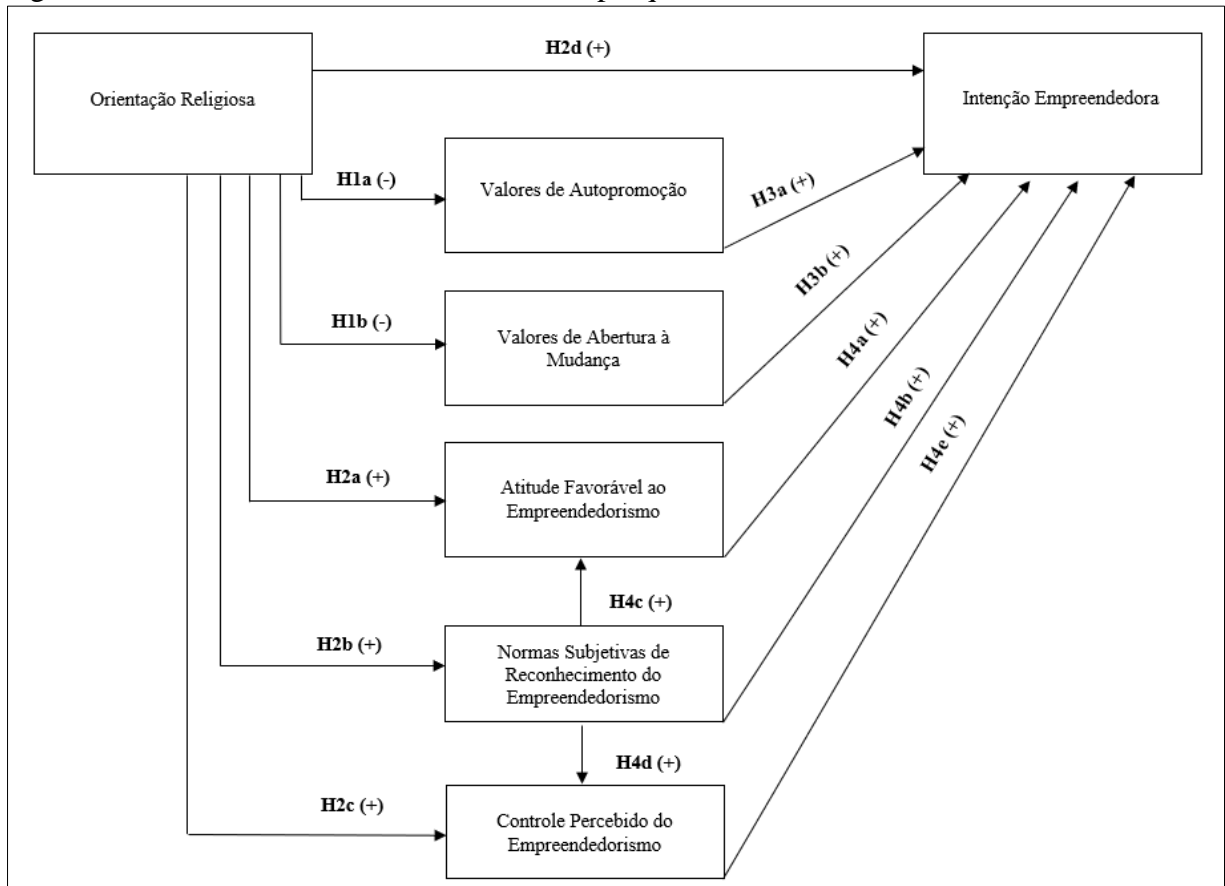 H2d (+)
Orientação Religiosa
Intenção Empreendedora
H1a (-)
Valores de Autopromoção
H3a (+)
H3b (+)
H1b (-)
Valores de Abertura à
Mudança
H4a (+)
H4b (+)
H4e (+)
H2a (+)
Atitude Favorável ao
Empreendedorismo
H4c (+)
H2b (+)
Normas Subjetivas de
Reconhecimento do
Empreendedorismo
H4d (+)
H2c (+)
Controle Percebido do
Empreendedorismo